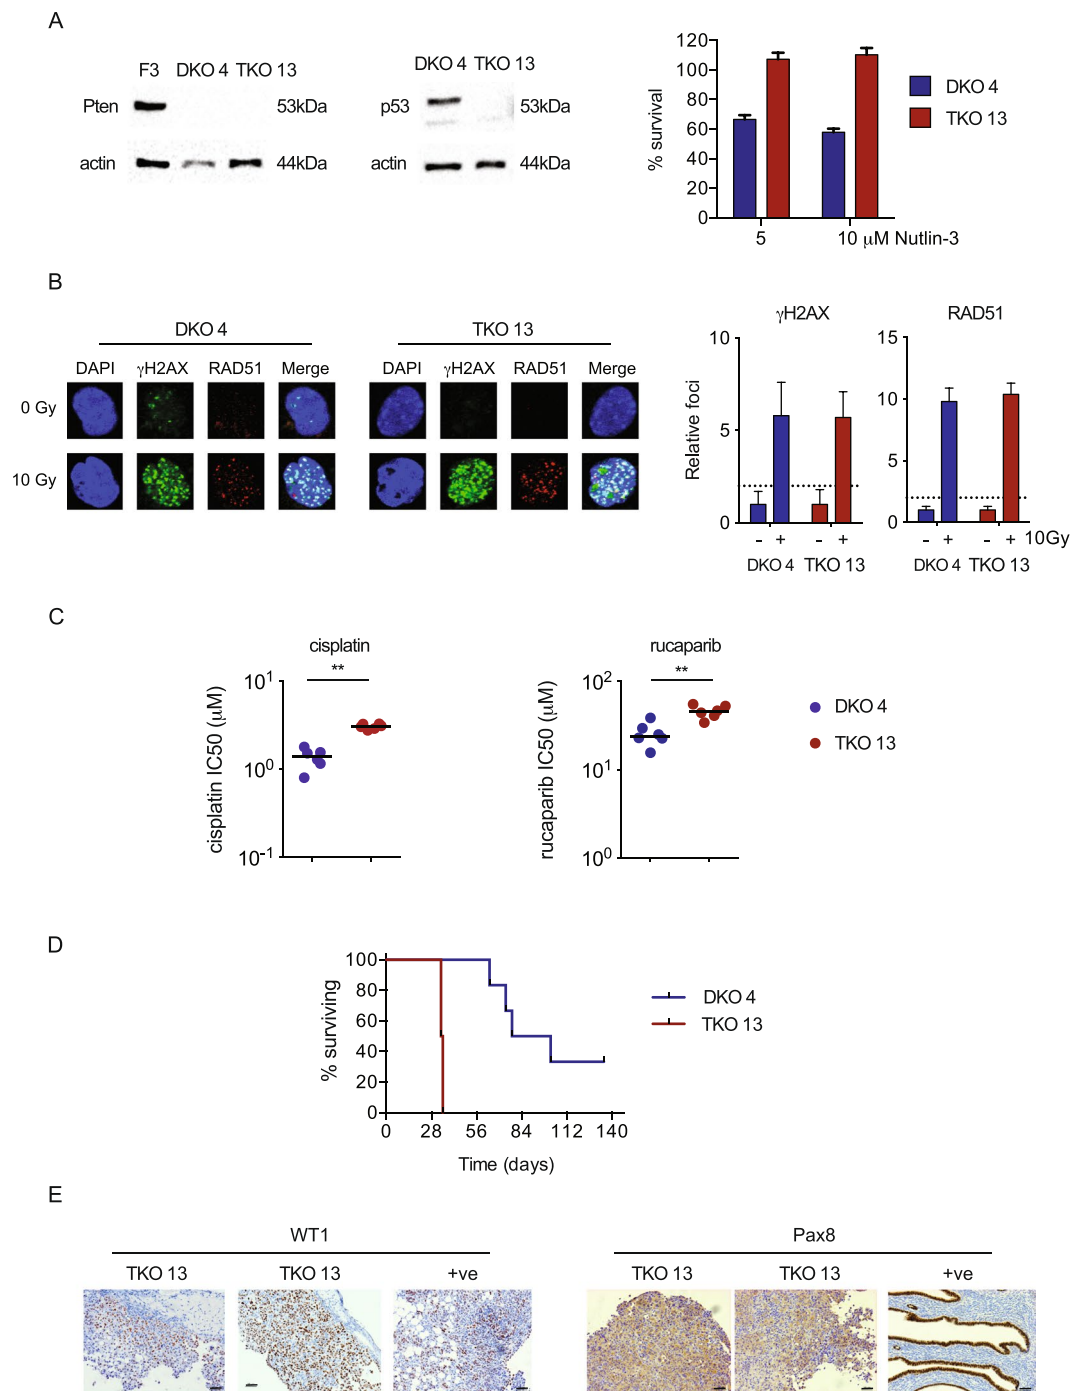 A
F3 DKO 4 TKO 13
Pten 53kDa
actin 44kDa
DKO 4 TKO 13
p53 53kDa
actin 44kDa
% survival
120
100
80
60
40
20
0
5 10 μM Nutlin-3
DKO 4
TKO 13
B
DKO 4
DAPI γH2AX RAD51 Merge
TKO 13
DAPI γH2AX RAD51 Merge
0 Gy
10 Gy
γH2AX
Relative foci
10
5
0
- + - +
DKO 4 TKO 13
RAD51
15
10
5
0
- + - + 10Gy
DKO 4 TKO 13
C
cisplatin
**
cisplatin IC50 (μM)
10^1
10^0
10^-1
rucaparib
**
rucaparib IC50 (μM)
10^2
10^1
10^0
DKO 4
TKO 13
D
% surviving
100
80
60
40
20
0
0 28 56 84 112 140
Time (days)
DKO 4
TKO 13
E
WT1
TKO 13 TKO 13 +ve
Pax8
TKO 13 TKO 13 +ve